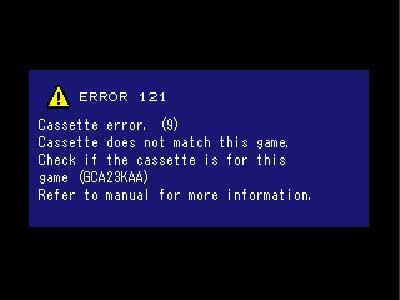 ERROR 121
Cassette error. (9)
Cassette does not match this game.
Check if the cassette is for this
game (GCA23KAA)
Refer to manual for more information.